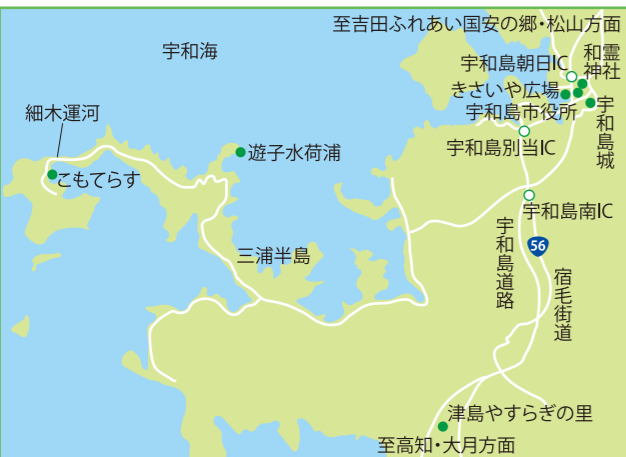 至吉田ふれあい国安の郷・松山方面
宇和海
宇和島朝日IC
和霊
神社
きさいや広場
宇和島市役所
宇和島城
細木運河
宇和島別当IC
遊子水荷浦
こもてらす
宇和島南IC
三浦半島
56
宇和島道路
宿毛街道
津島やすらぎの里
至高知・大月方面